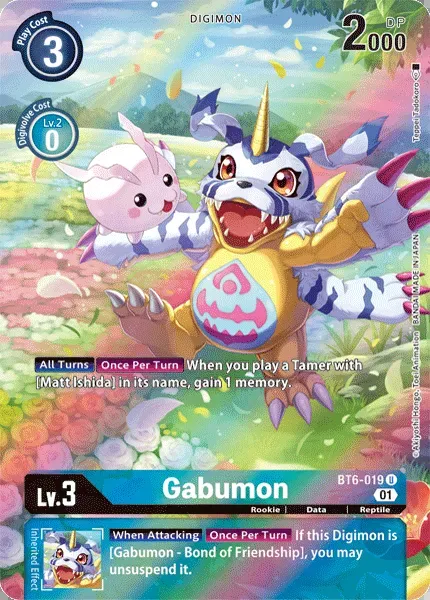 Play Cost
3
DIGIMON
DP
2000
Digivolve Cost
Lv.2
0
Teppei Tadokoro
©Akiyoshi Hongo, Toei Animation BANDAI MADE IN JAPAN
All Turns Once Per Turn When you play a Tamer with
[Matt Ishida] in its name, gain 1 memory.
Lv.3
Gabumon
BT6-019 U
01
Rookie Data Reptile
Inherited Effect
When Attacking Once Per Turn If this Digimon is
[Gabumon - Bond of Friendship], you may
unsuspend it.